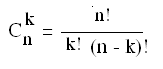 C_n^k = n! / (k! (n - k)!)